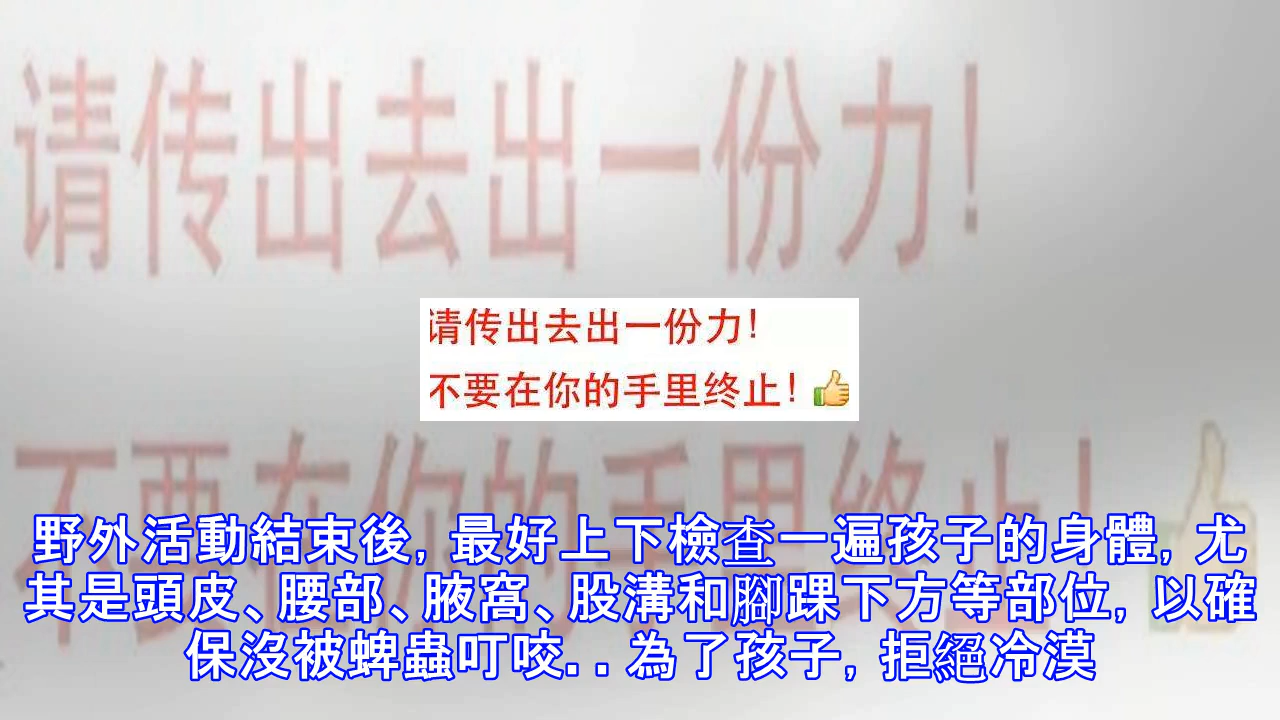 请传出去出一份力!
请传出去出一份力!
不要在你的手里终止!
不要在你的手里终止!
野外活動結束後, 最好上下檢查一遍孩子的身體, 尤
其是頭皮、腰部、腋窩、股溝和腳踝下方等部位, 以確
保沒被蜱蟲叮咬..為了孩子, 拒絕冷漠